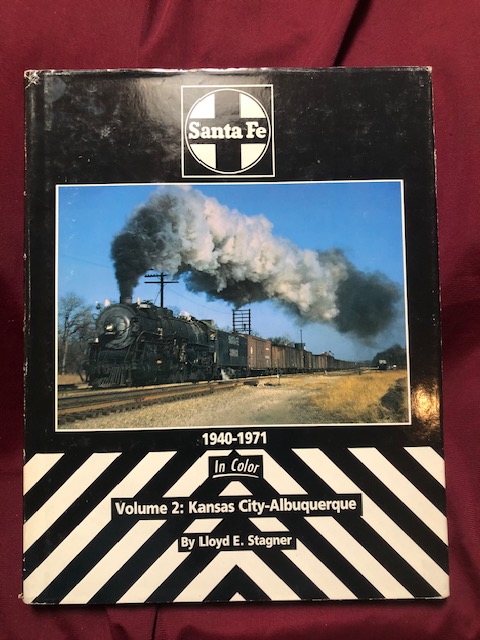 Santa Fe
1940-1971
In Color
Volume 2: Kansas City-Albuquerque
By Lloyd E. Stagner